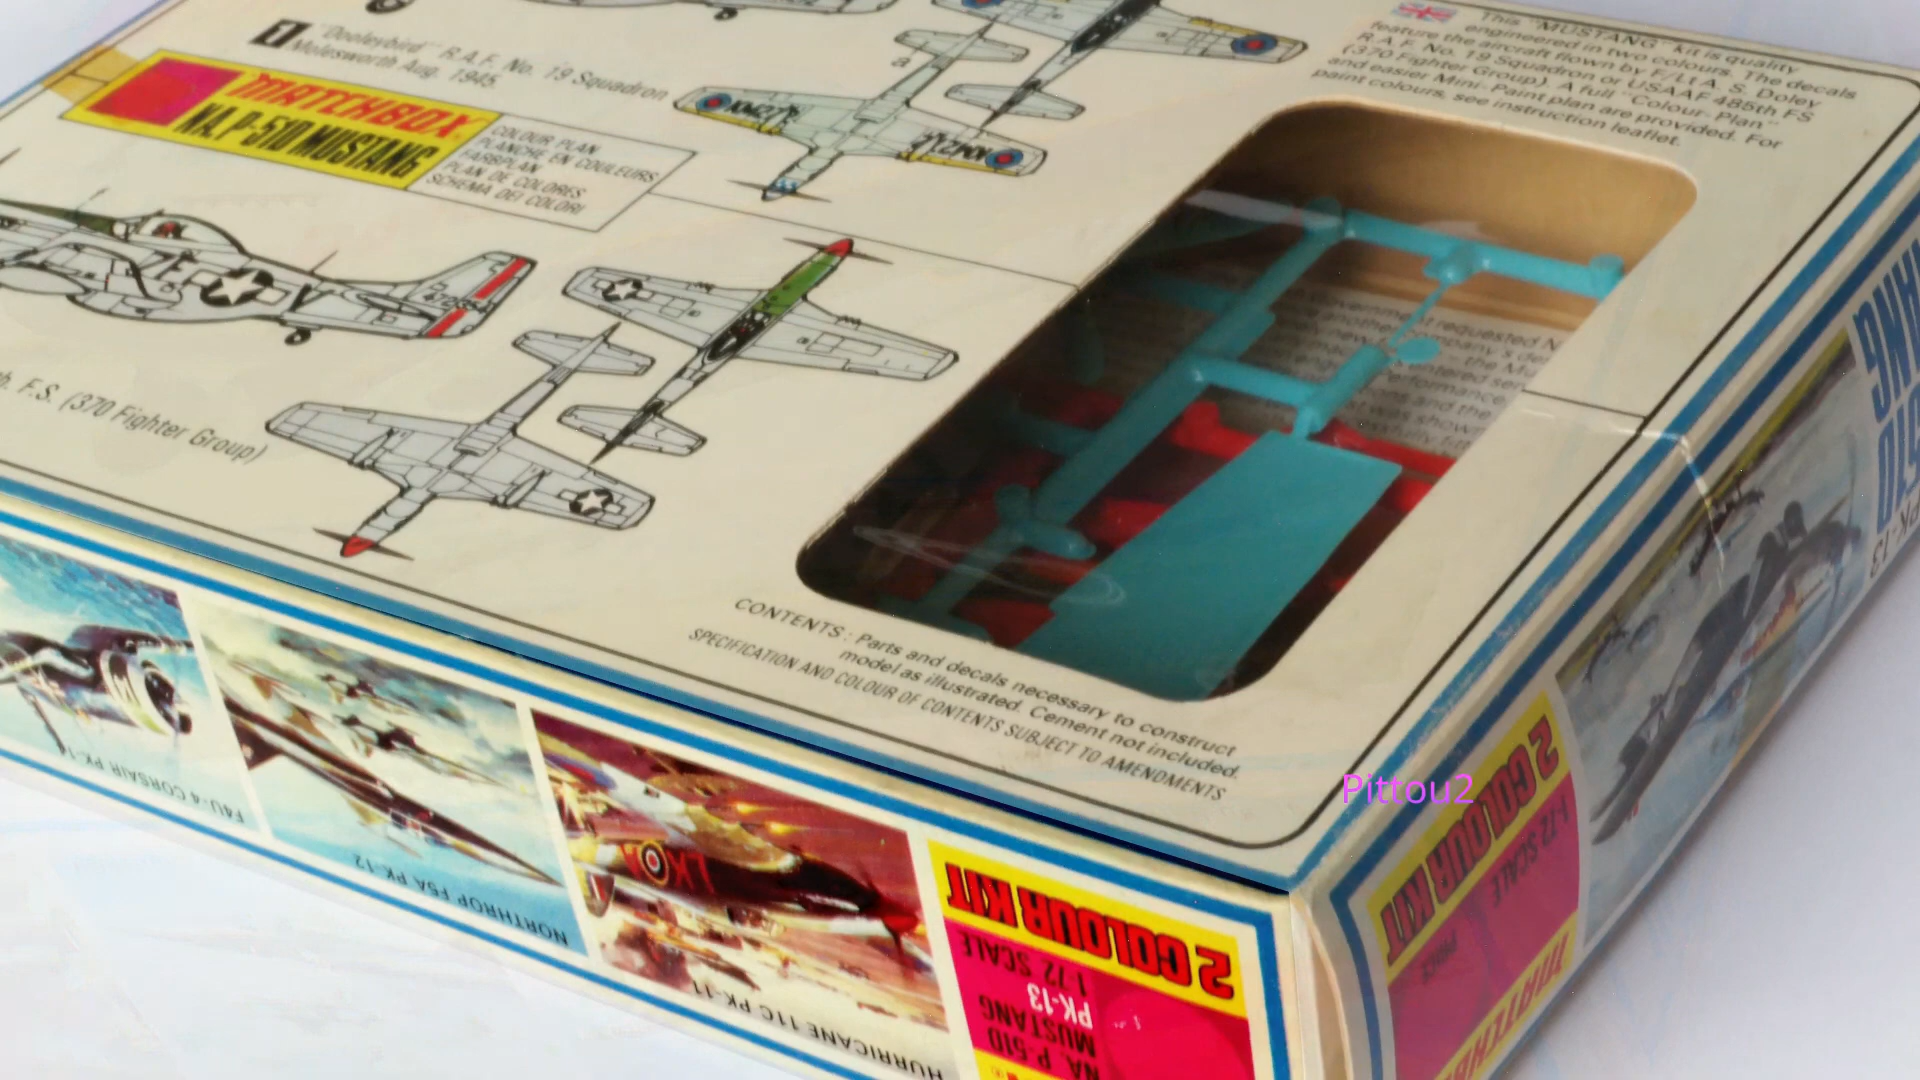 This "MUSTANG" kit is quality
engineered in two colours. The decals
feature the aircraft flown by F/Lt A. S. Doley
R.A.F. No. 19 Squadron or USAAF 485th FS
(370 Fighter Group). A full "Colour-Plan"
and easier Mini-Paint plan are provided. For
paint colours, see instruction leaflet.
1 "Dooleybird" R.A.F. No. 19 Squadron
Molesworth Aug. 1945.
MATCHBOX
N.A. P-51D MUSTANG
COLOUR PLAN
PLANCHE EN COULEURS
FARBPLAN
PLAN DE COLORES
SCHEMA DEI COLORI
a
F.S. (370 Fighter Group)
Government requested
CONTENTS: Parts and decals necessary to construct
model as illustrated. Cement not included.
SPECIFICATION AND COLOUR OF CONTENTS SUBJECT TO AMENDMENTS
Pittou2
F4U-4 CORSAIR
NORTHROP F5A PK-12
HURRICANE 11C PK-11
2 COLOUR KIT
1-72 SCALE
PK-13
MUSTANG
N.A. P-51D
2 COLOUR KIT
1-72 SCALE
PK-13